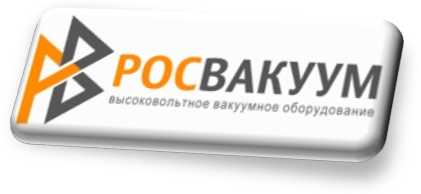 РОСВАКУУМ
высоковольтное вакуумное оборудование